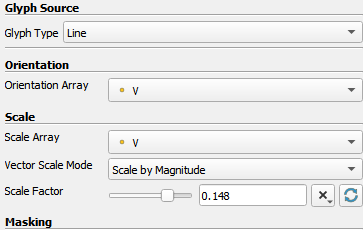 Glyph Source
Glyph Type Line
Orientation
Orientation Array V
Scale
Scale Array V
Vector Scale Mode Scale by Magnitude
Scale Factor 0.148
Masking